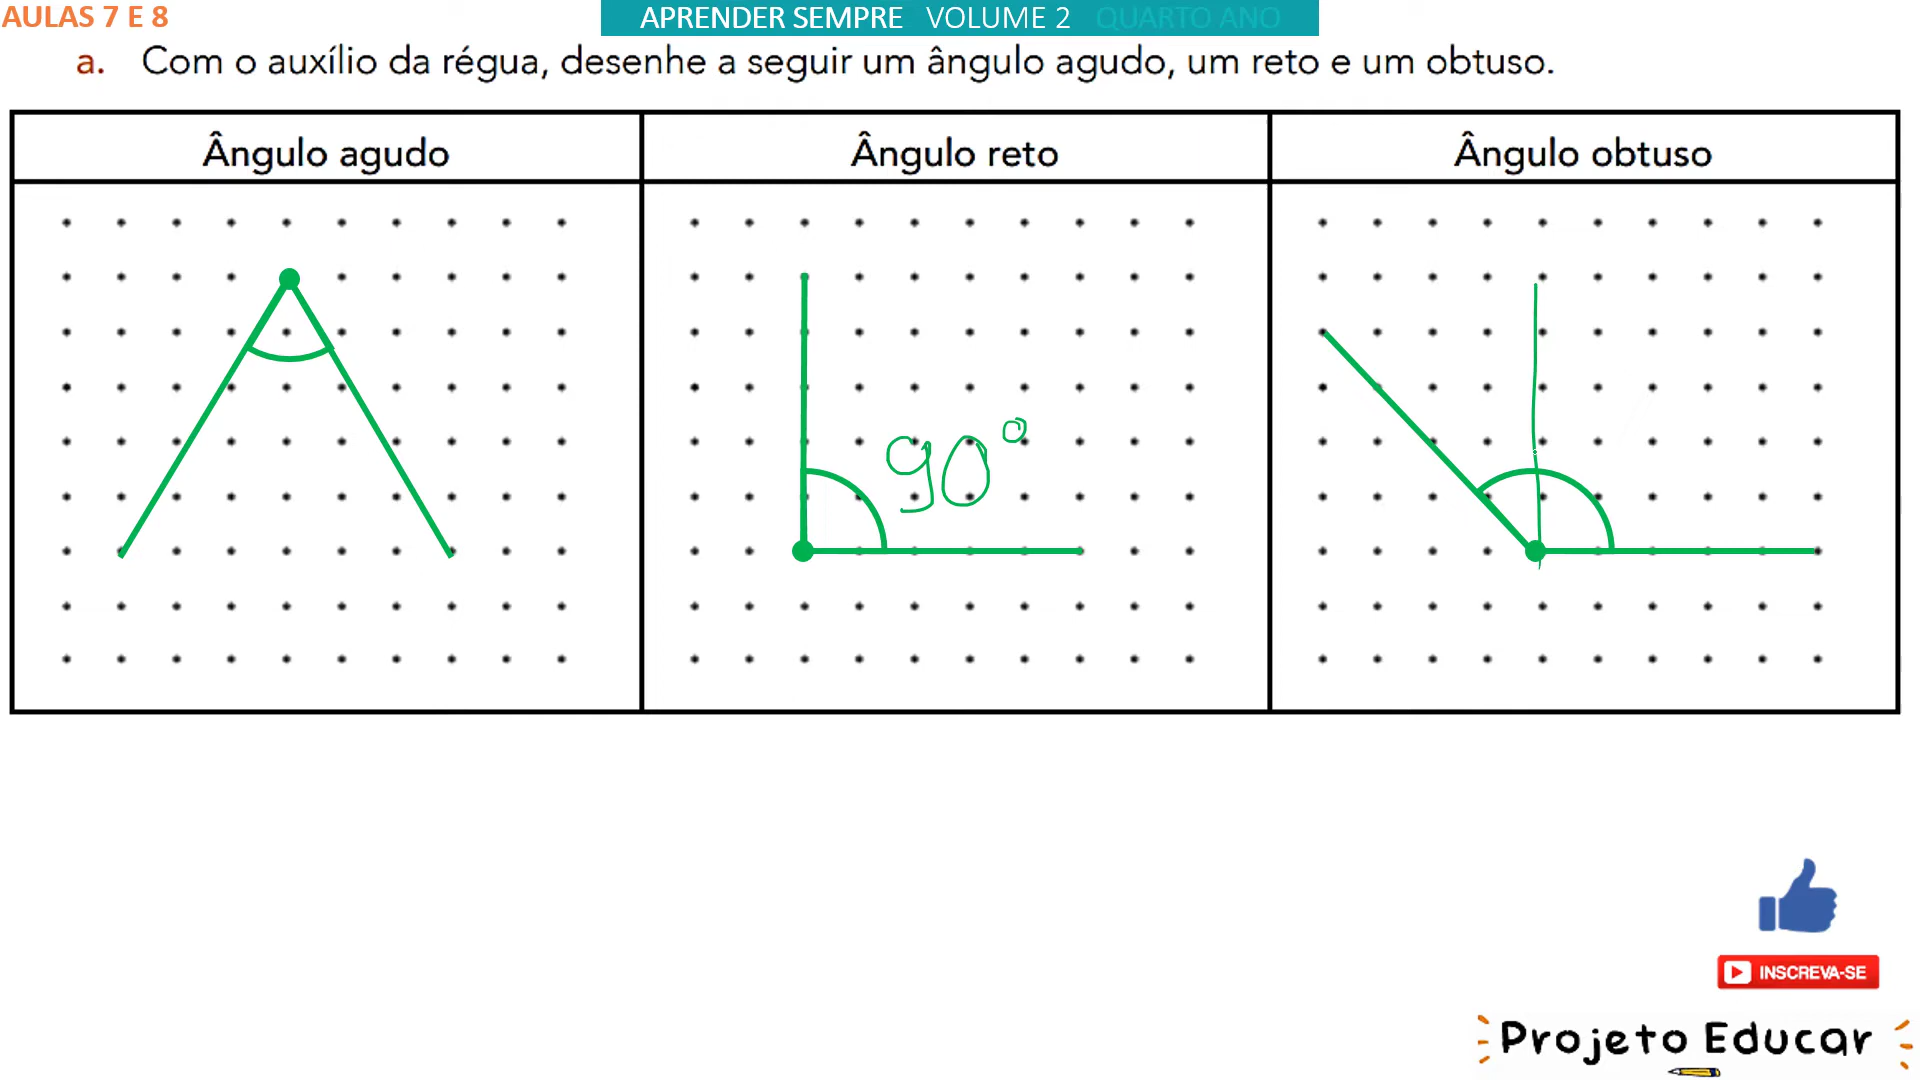 AULAS 7 E 8
APRENDER SEMPRE VOLUME 2 QUARTO ANO
a. Com o auxílio da régua, desenhe a seguir um ângulo agudo, um reto e um obtuso.
Ângulo agudo
Ângulo reto
Ângulo obtuso
90°
INSCREVA-SE
Projeto Educar